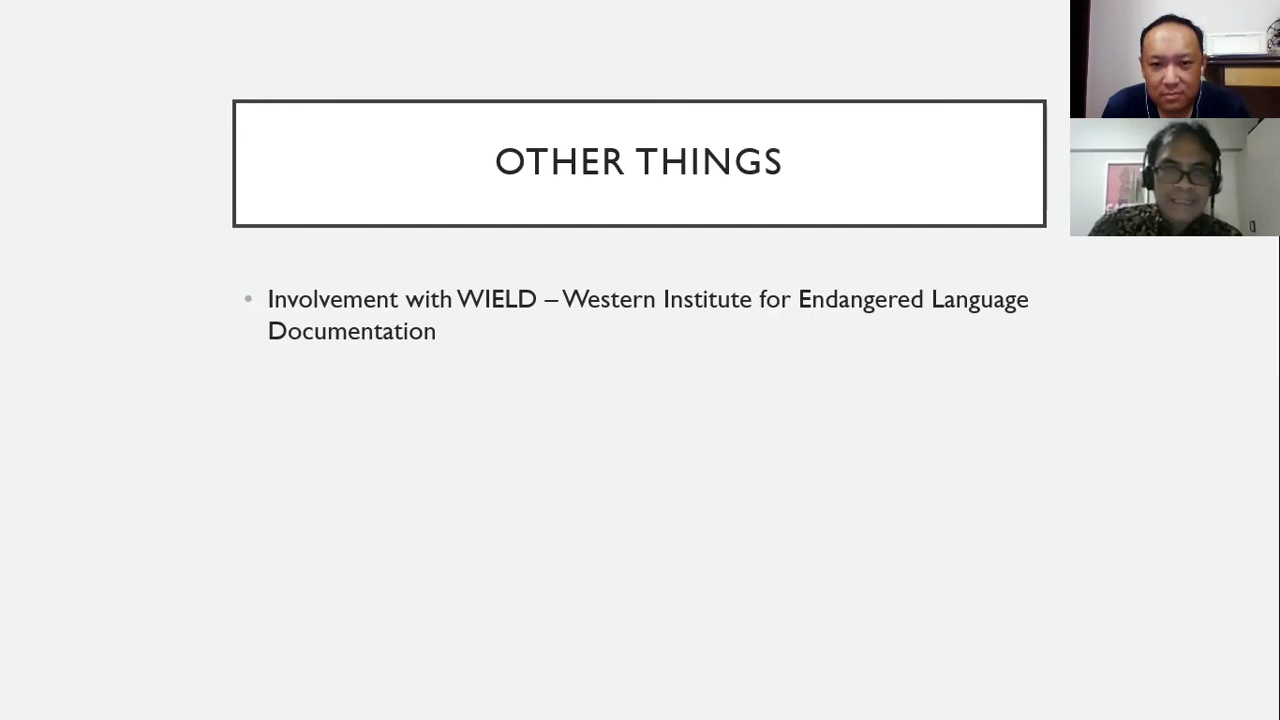 OTHER THINGS
• Involvement with WIELD – Western Institute for Endangered Language
Documentation